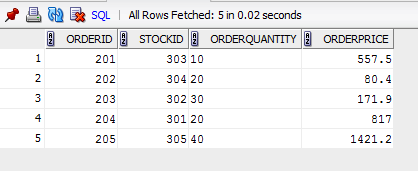 SQL | All Rows Fetched: 5 in 0.02 seconds
ORDERID STOCKID ORDERQUANTITY ORDERPRICE
1 201 303 10 557.5
2 202 304 20 80.4
3 203 302 30 171.9
4 204 301 20 817
5 205 305 40 1421.2